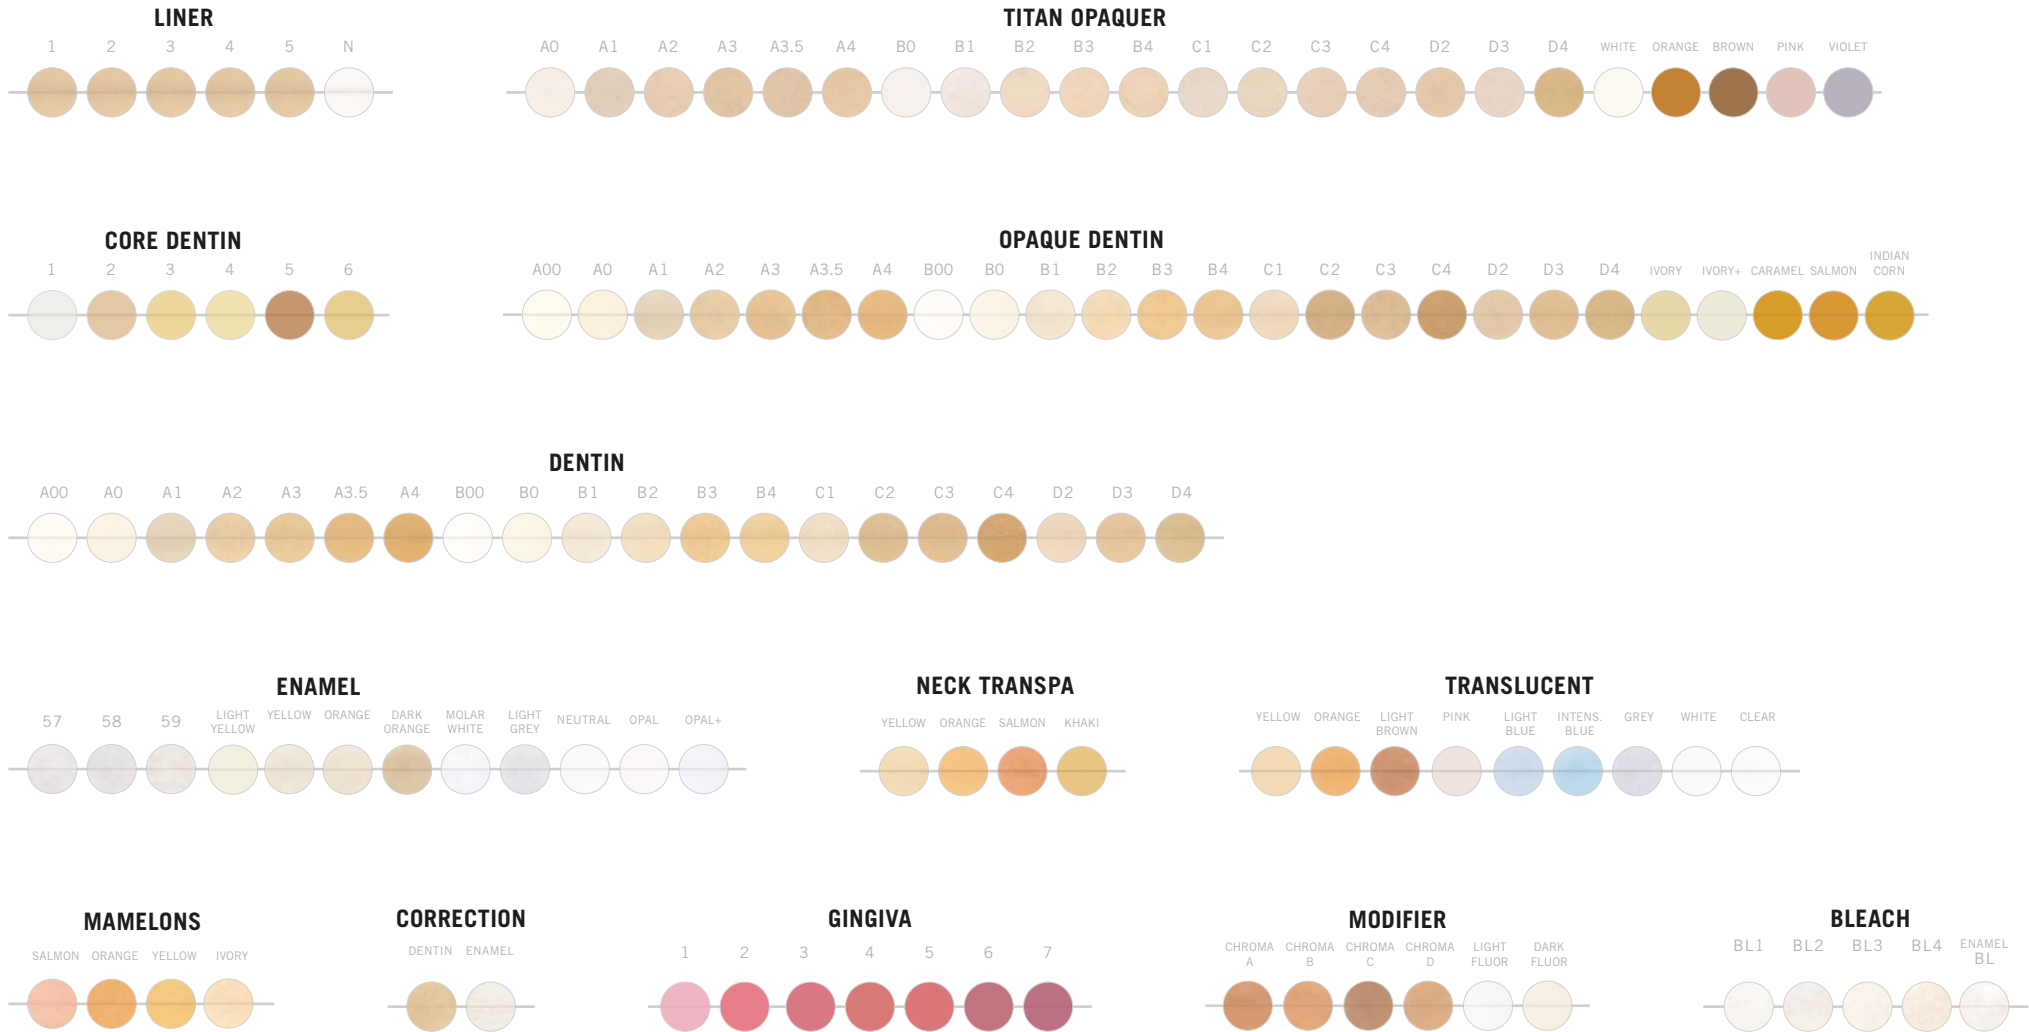 LINER
1 2 3 4 5 N
TITAN OPAQUER
A0 A1 A2 A3 A3.5 A4 B0 B1 B2 B3 B4 C1 C2 C3 C4 D2 D3 D4 WHITE ORANGE BROWN PINK VIOLET
CORE DENTIN
1 2 3 4 5 6
OPAQUE DENTIN
A00 A0 A1 A2 A3 A3.5 A4 B00 B0 B1 B2 B3 B4 C1 C2 C3 C4 D2 D3 D4 IVORY IVORY+ CARAMEL SALMON INDIAN
CORN
DENTIN
A00 A0 A1 A2 A3 A3.5 A4 B00 B0 B1 B2 B3 B4 C1 C2 C3 C4 D2 D3 D4
ENAMEL
57 58 59 LIGHT YELLOW ORANGE DARK MOLAR LIGHT NEUTRAL OPAL OPAL+
YELLOW ORANGE WHITE GREY
NECK TRANSPA
YELLOW ORANGE SALMON KHAKI
TRANSLUCENT
YELLOW ORANGE LIGHT PINK LIGHT INTENS. GREY WHITE CLEAR
BROWN BLUE BLUE
MAMELONS
SALMON ORANGE YELLOW IVORY
CORRECTION
DENTIN ENAMEL
GINGIVA
1 2 3 4 5 6 7
MODIFIER
CHROMA CHROMA CHROMA CHROMA LIGHT DARK
A B C D FLUOR FLUOR
BLEACH
BL1 BL2 BL3 BL4 ENAMEL
BL